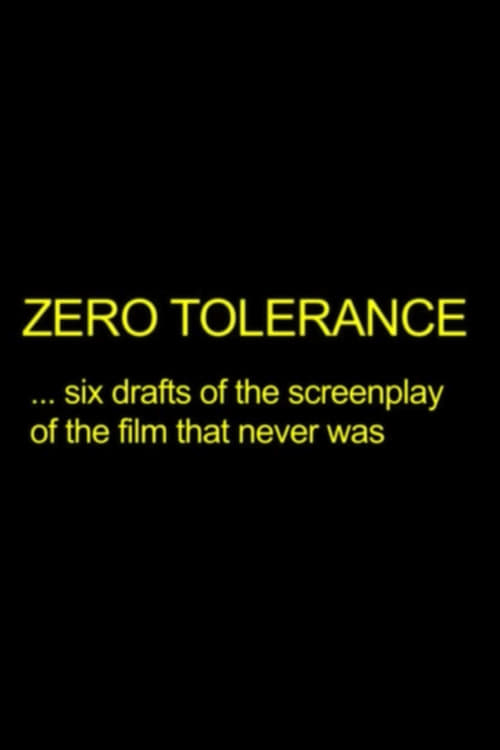 ZERO TOLERANCE
... six drafts of the screenplay
of the film that never was